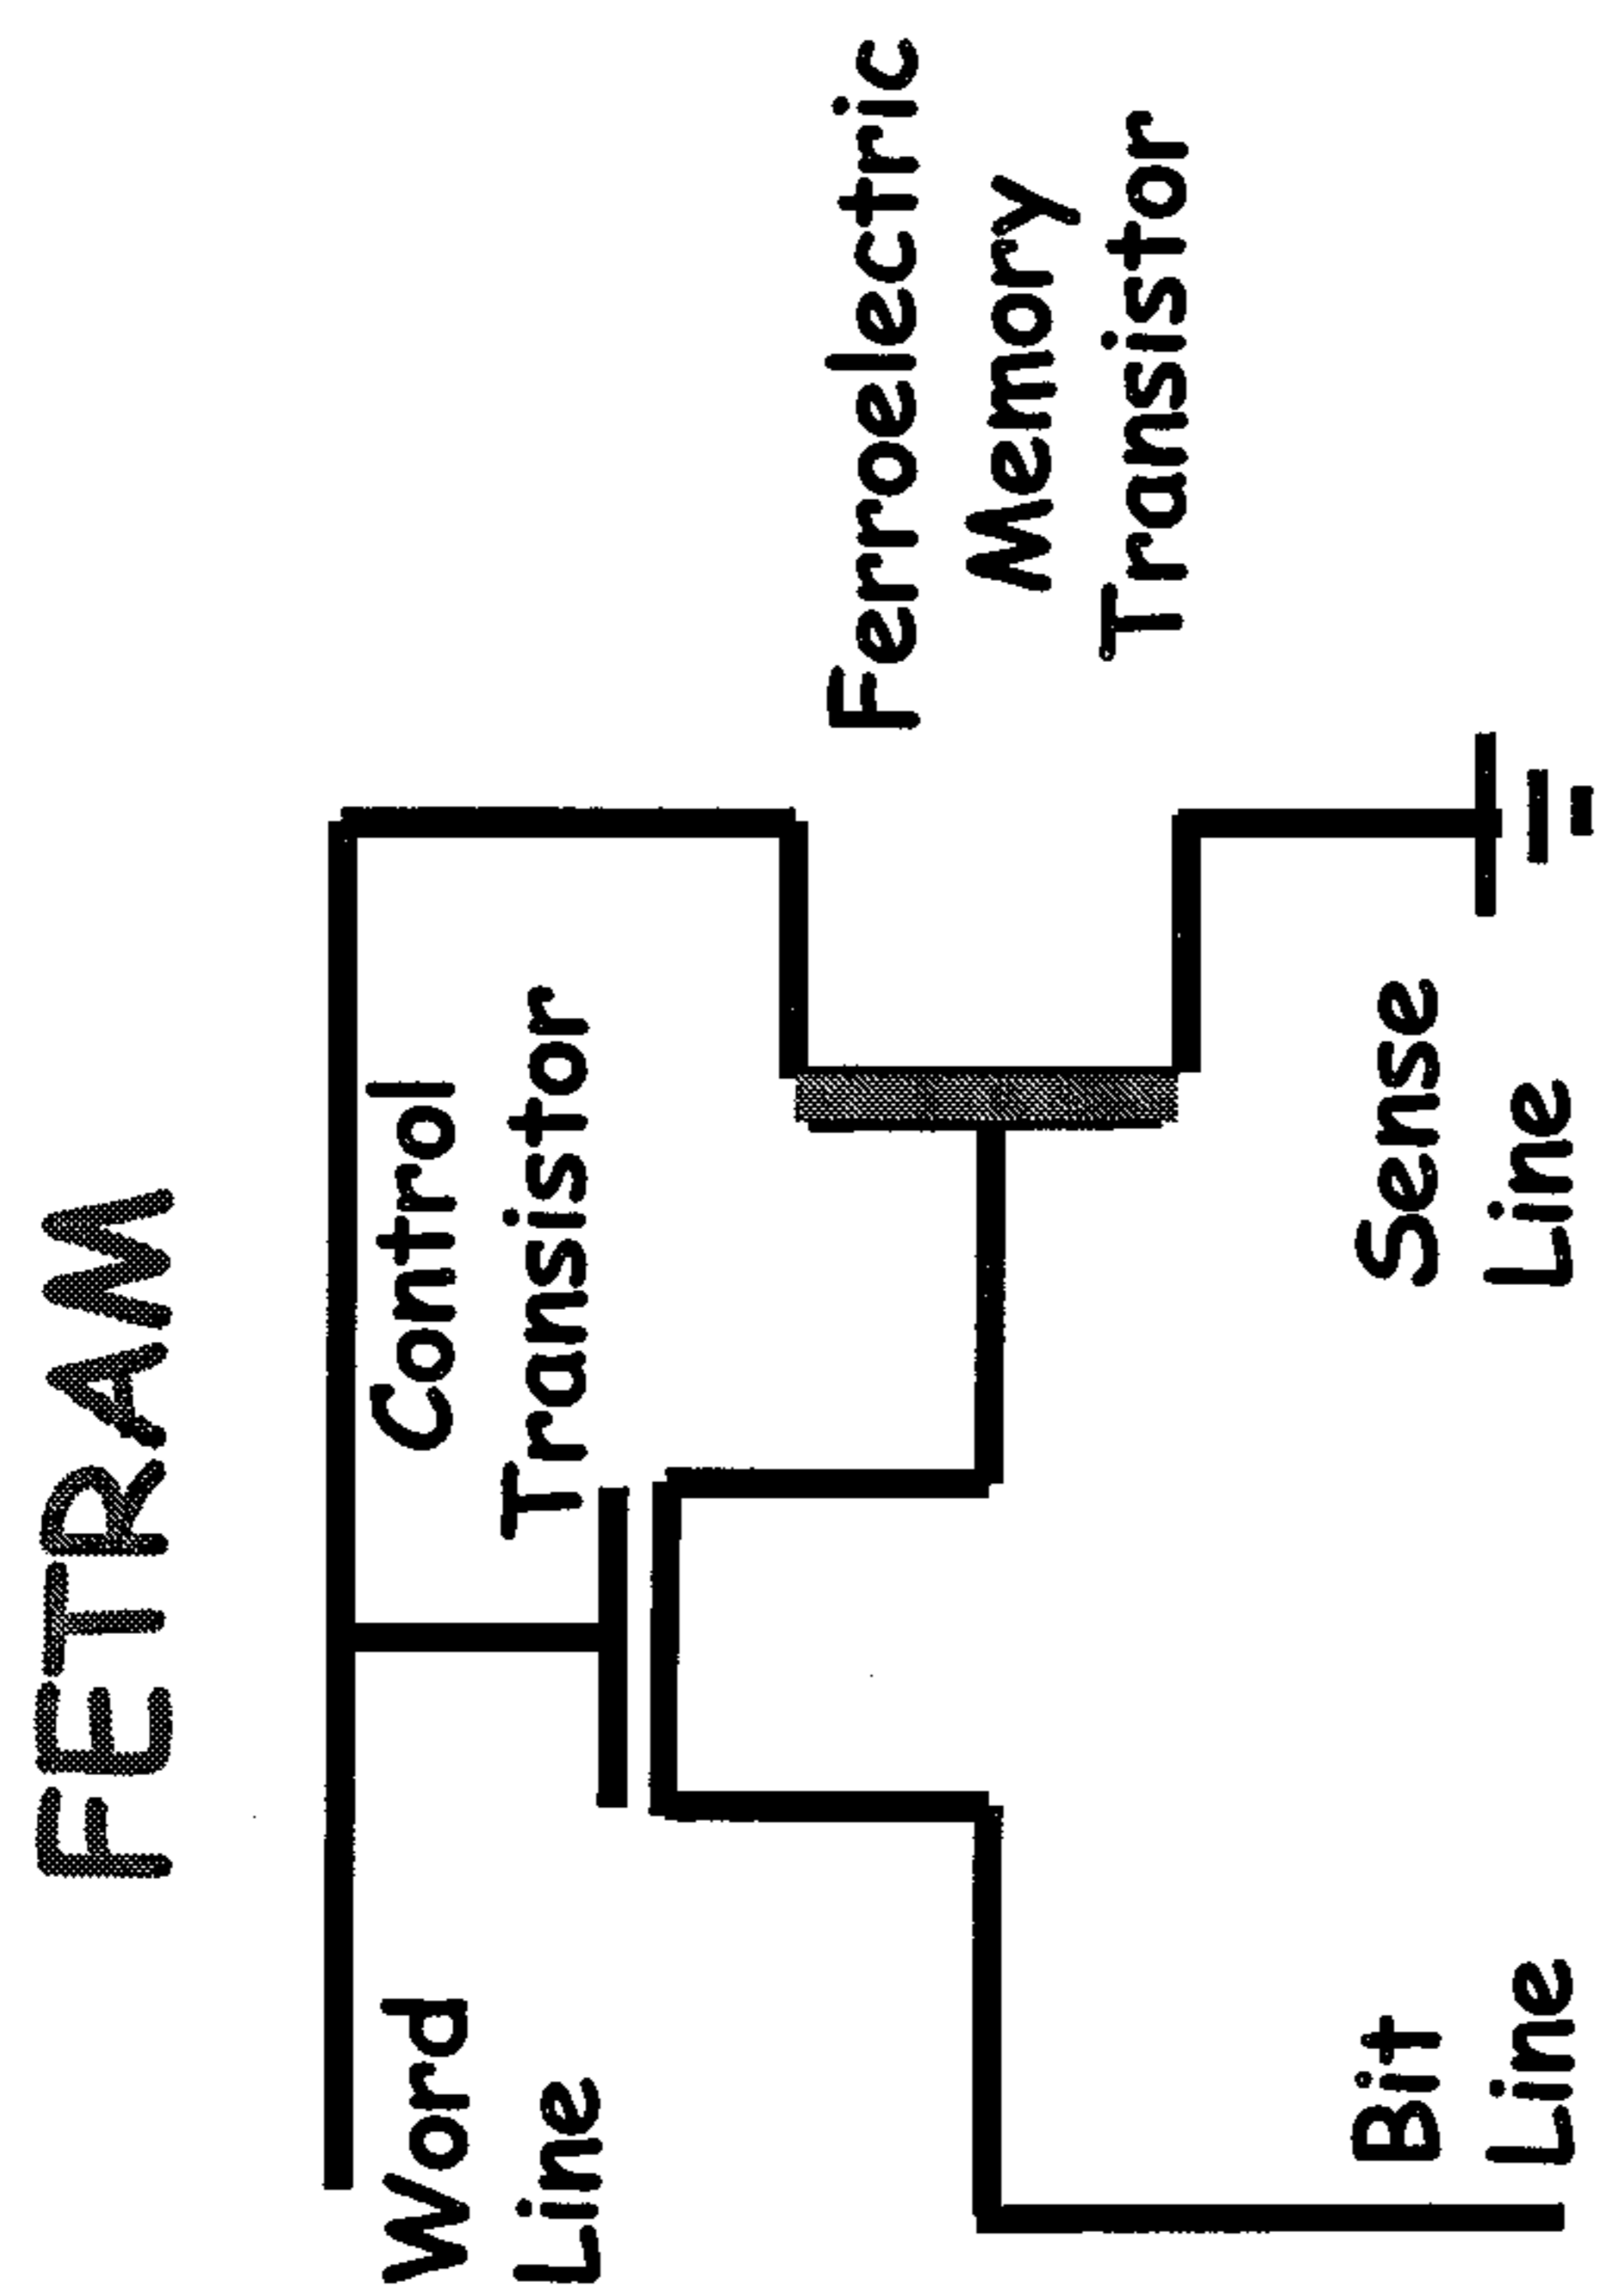 FETRAM
Word
Line
Control
Transistor
Ferroelectric
Memory
Transistor
Bit
Line
Sense
Line